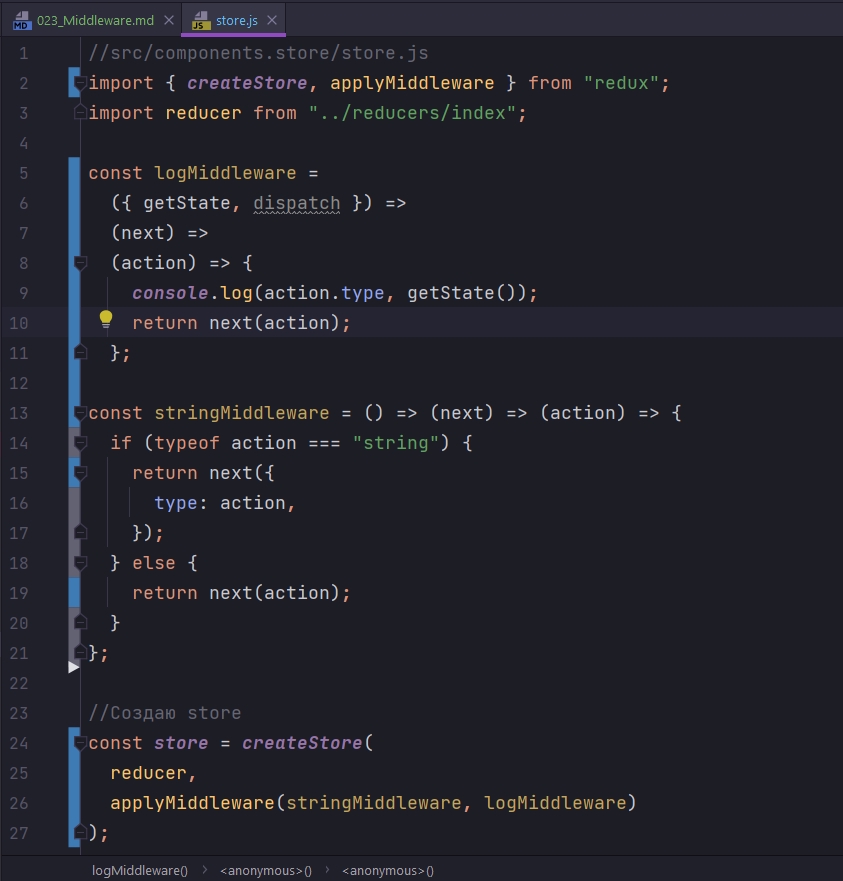 MD 023_Middleware.md JS store.js
1 //src/components.store/store.js
2 import { createStore, applyMiddleware } from "redux";
3 import reducer from "../reducers/index";
4
5 const logMiddleware =
6 ({ getState, dispatch }) =>
7 (next) =>
8 (action) => {
9 console.log(action.type, getState());
10 return next(action);
11 };
12
13 const stringMiddleware = () => (next) => (action) => {
14 if (typeof action === "string") {
15 return next({
16 type: action,
17 });
18 } else {
19 return next(action);
20 }
21 };
22
23 //Создаю store
24 const store = createStore(
25 reducer,
26 applyMiddleware(stringMiddleware, logMiddleware)
27 );
logMiddleware() > <anonymous>() > <anonymous>()